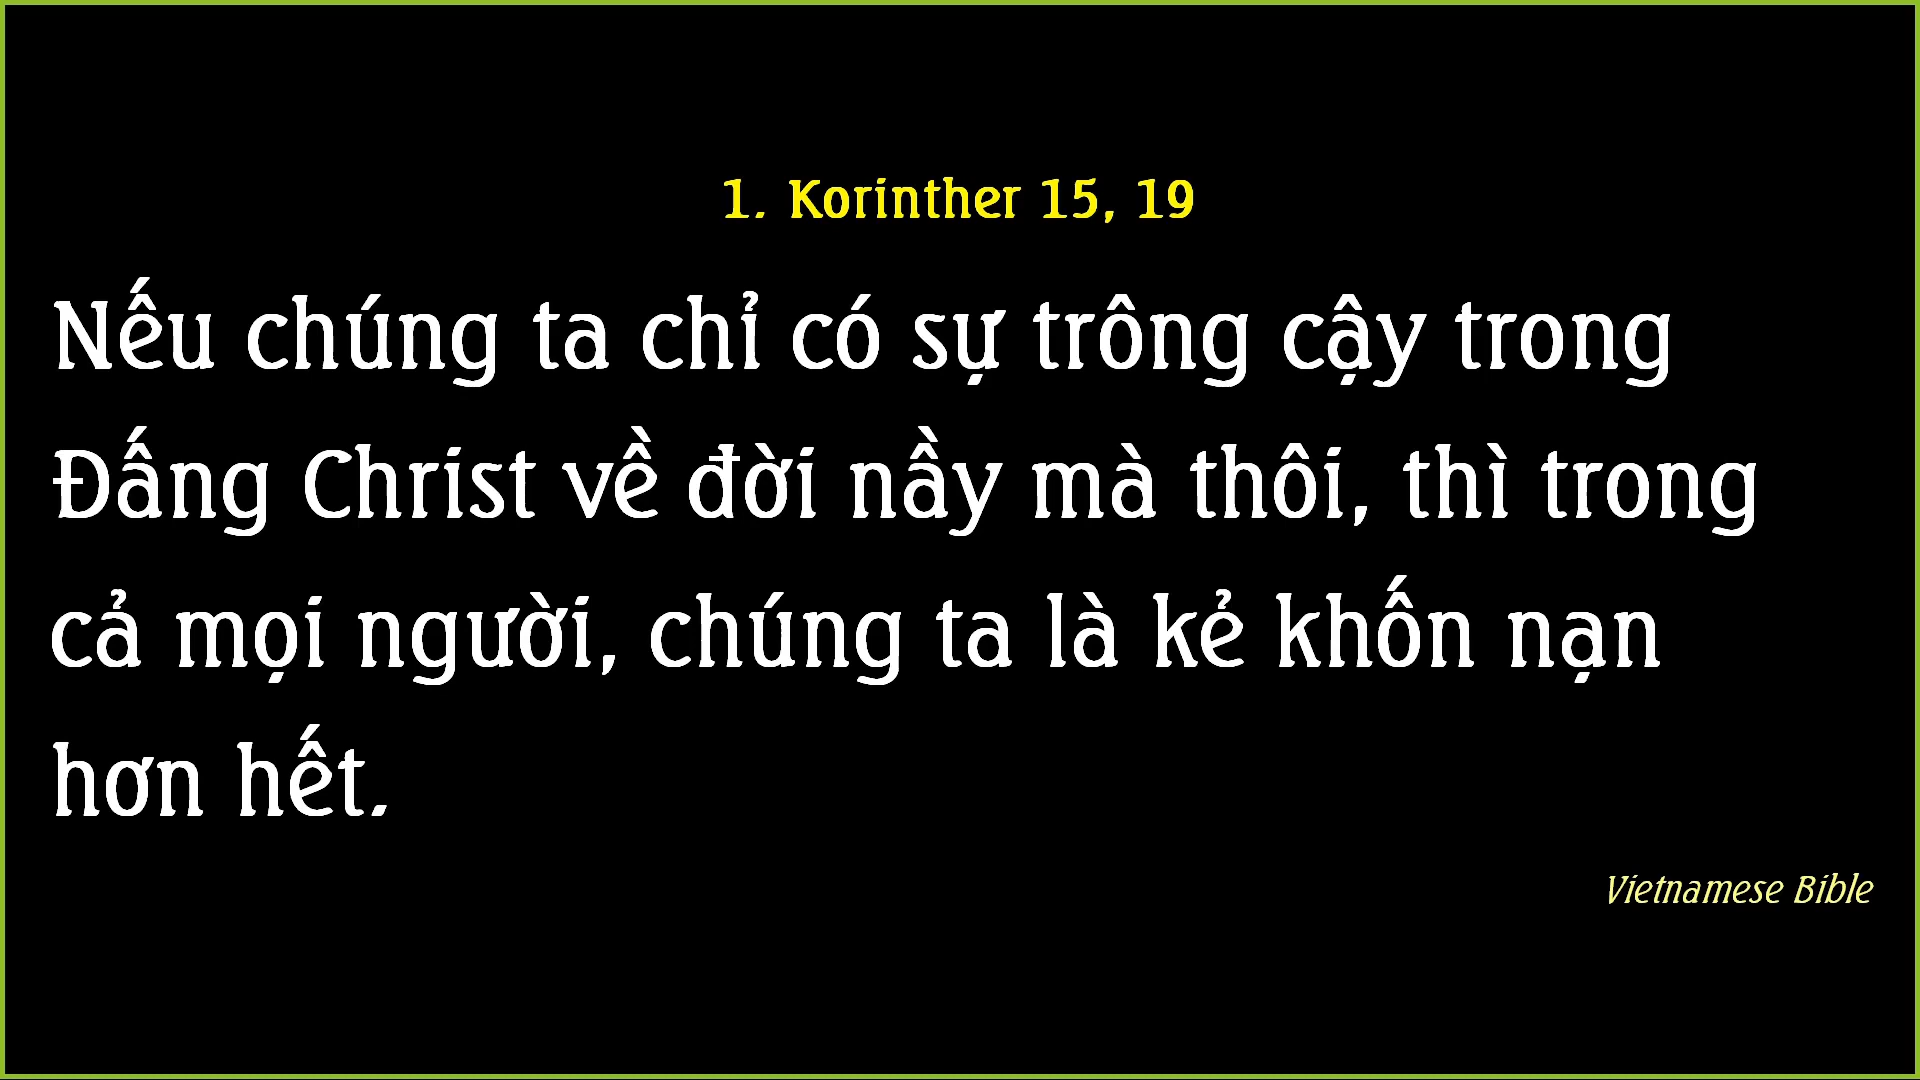 1. Korinther 15, 19
Nếu chúng ta chỉ có sự trông cậy trong
Đấng Christ về đời nầy mà thôi, thì trong
cả mọi người, chúng ta là kẻ khốn nạn
hơn hết.
Vietnamese Bible